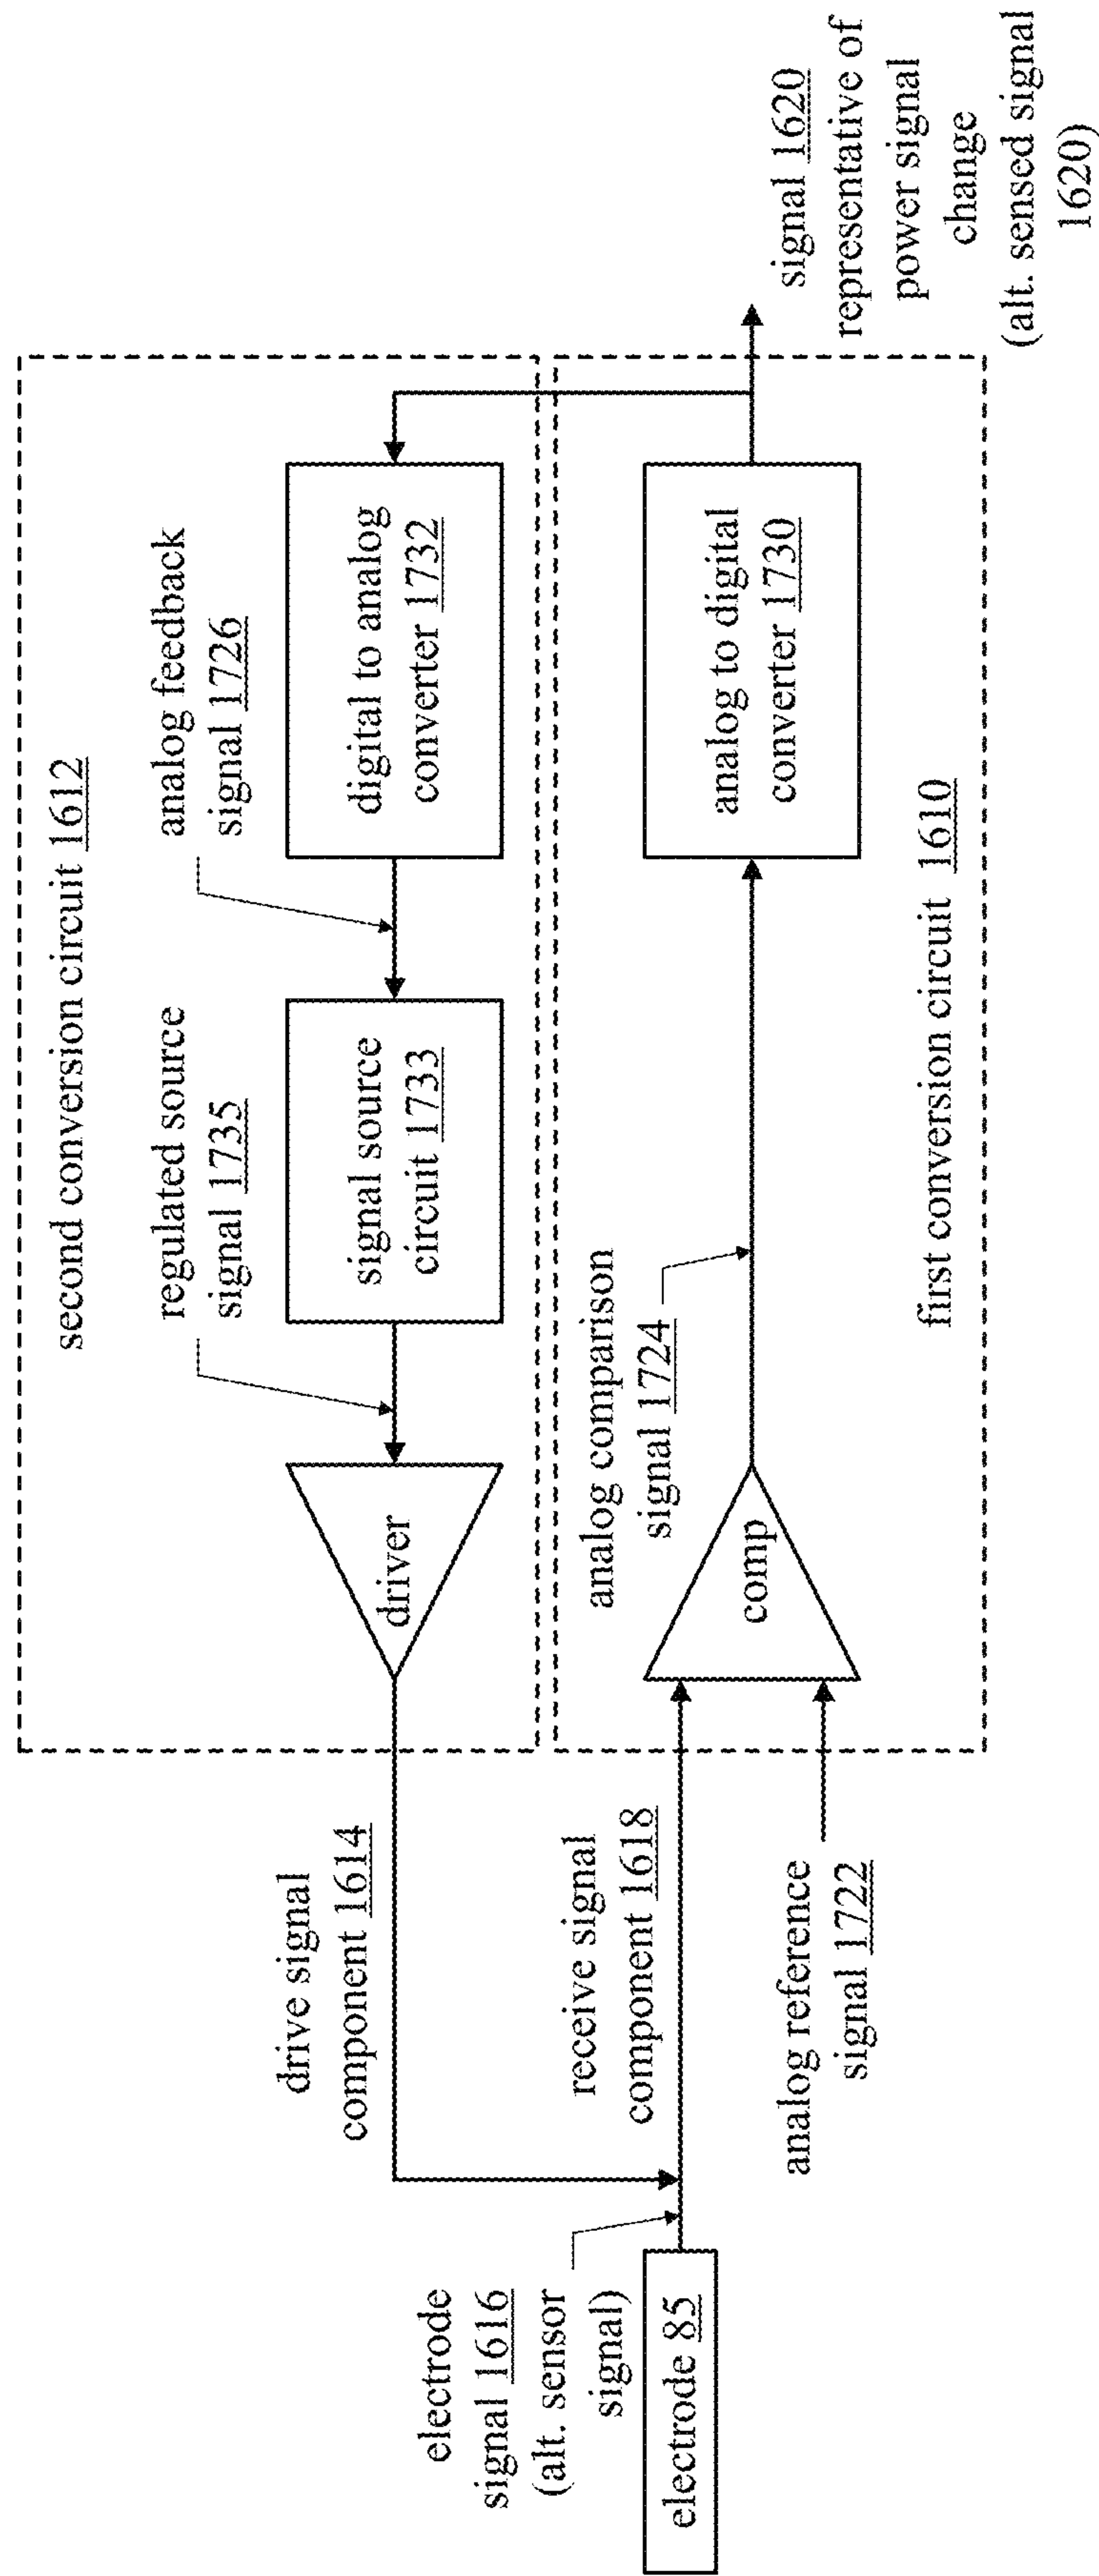 second conversion circuit 1612
regulated source
signal 1735
analog feedback
signal 1726
drive signal
component 1614
driver
signal source
circuit 1733
digital to analog
converter 1732
electrode
signal 1616
(alt. sensor
signal)
electrode 85
receive signal
component 1618
analog reference
signal 1722
comp
analog comparison
signal 1724
analog to digital
converter 1730
first conversion circuit 1610
signal 1620
representative of
power signal
change
(alt. sensed signal
1620)